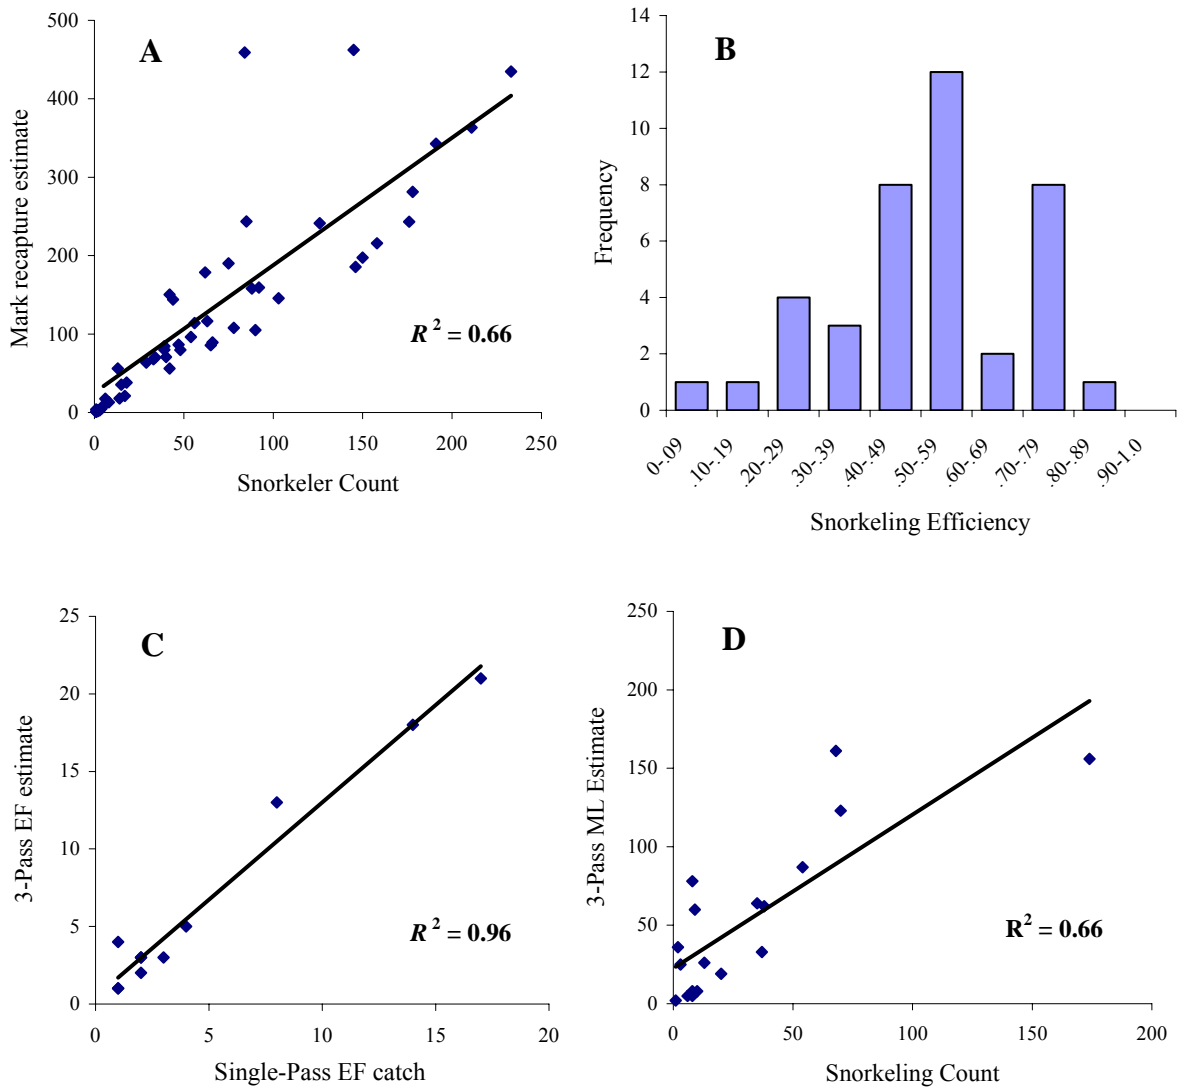 A
500
400
300
200
100
0
Mark recapture estimate
R² = 0.66
0 50 100 150 200 250
Snorkeler Count
B
14
12
10
8
6
4
2
0
Frequency
0-.09 .10-.19 .20-.29 .30-.39 .40-.49 .50-.59 .60-.69 .70-.79 .80-.89 .90-1.0
Snorkeling Efficiency
C
25
20
15
10
5
0
3-Pass EF estimate
R² = 0.96
0 5 10 15 20
Single-Pass EF catch
D
250
200
150
100
50
0
3-Pass ML Estimate
R² = 0.66
0 50 100 150 200
Snorkeling Count